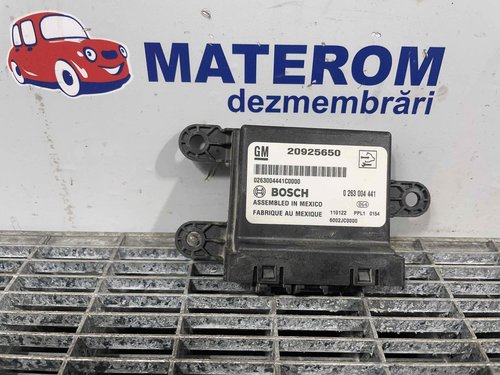 MATEROM
dezmembrări
GM 20925650
0263004441C0000
BOSCH 0 263 004 441
ASSEMBLED IN MEXICO
FABRIQUE AU MEXIQUE 110122 PPL1 0154
6002JC0000